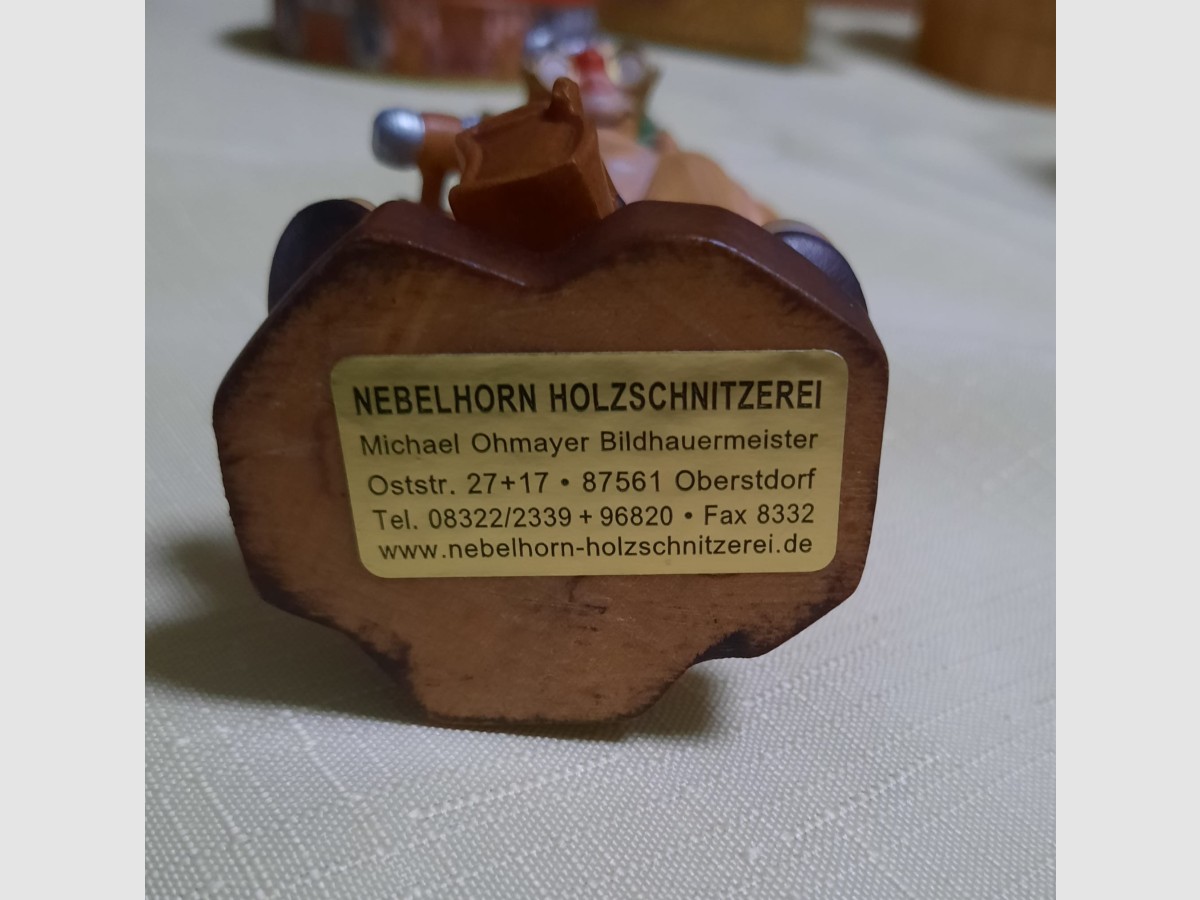 NEBELHORN HOLZSCHNITZEREI
Michael Ohmayer Bildhauermeister
Oststr. 27+17 • 87561 Oberstdorf
Tel. 08322/2339 + 96820 • Fax 8332
www.nebelhorn-holzschnitzerei.de